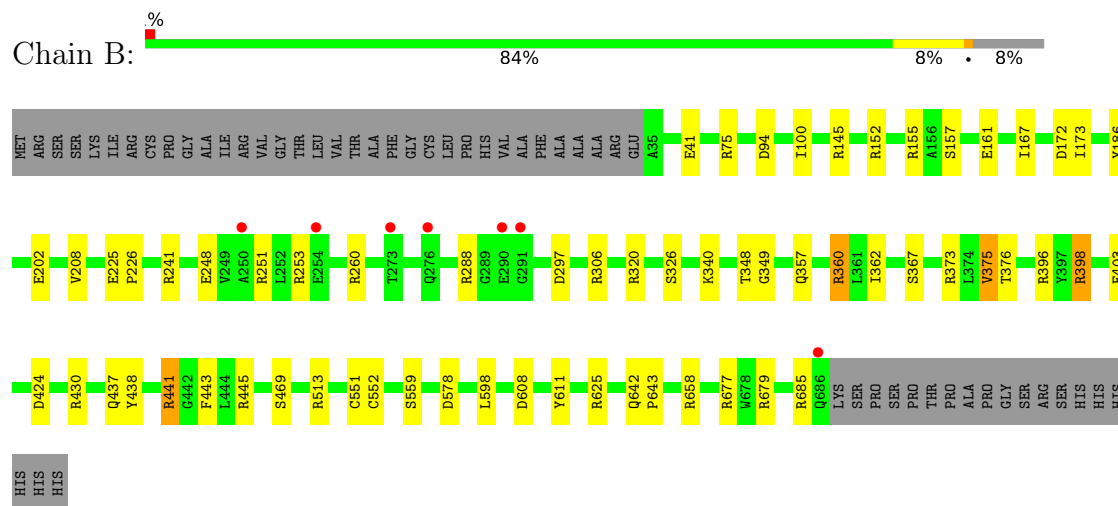 .%
Chain B:
84% 8% • 8%
MET ARG SER SER LYS ILE ARG CYS PRO GLY ALA ILE ARG VAL GLY THR LEU VAL THR ALA PHE GLY CYS LEU PRO HIS VAL ALA PHE ALA ALA ALA ARG GLU A35 E41 R75 D94 I100 R145 R152 R155 A156 S157 E161 I167 D172 I173 Y186
E202 V208 E225 P226 R241 E248 V249 A250 R251 L252 R253 E254 R260 T273 Q276 R288 G289 E290 G291 D297 R306 R320 S326 K340 T348 G349 Q357 R360 L361 I362 S367 R373 L374 V375 T376 R396 Y397 R398 E403
D424 R430 Q437 Y438 R441 G442 F443 L444 R445 S469 R513 C551 C552 S559 D578 L598 D608 Y611 R625 Q642 P643 R658 R677 W678 R679 R685 Q686 LYS SER PRO SER PRO THR PRO ALA PRO GLY SER ARG SER HIS HIS HIS
HIS HIS HIS